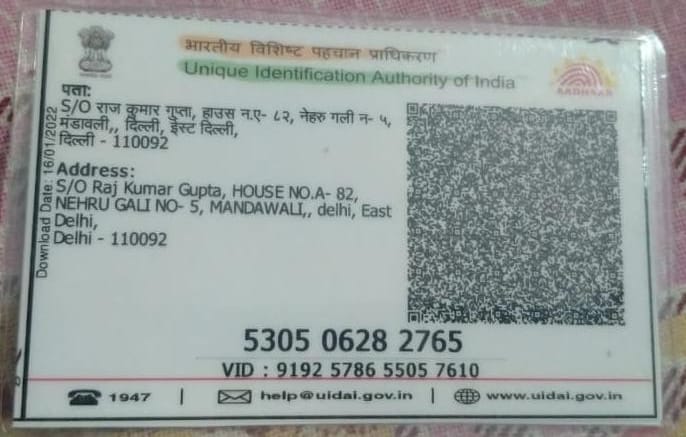 भारतीय विशिष्ट पहचान प्राधिकरण
Unique Identification Authority of India
AADHAAR
पता:
S/O राज कुमार गुप्ता, हाउस न.ए- ८२, नेहरु गली न- ५,
मंडावली,, दिल्ली, ईस्ट दिल्ली,
दिल्ली - 110092
Address:
S/O Raj Kumar Gupta, HOUSE NO.A- 82,
NEHRU GALI NO- 5, MANDAWALI,, delhi, East
Delhi,
Delhi - 110092
Download Date: 16/01/2022
5305 0628 2765
VID : 9192 5786 5505 7610
1947 | help@uidai.gov.in | www.uidai.gov.in